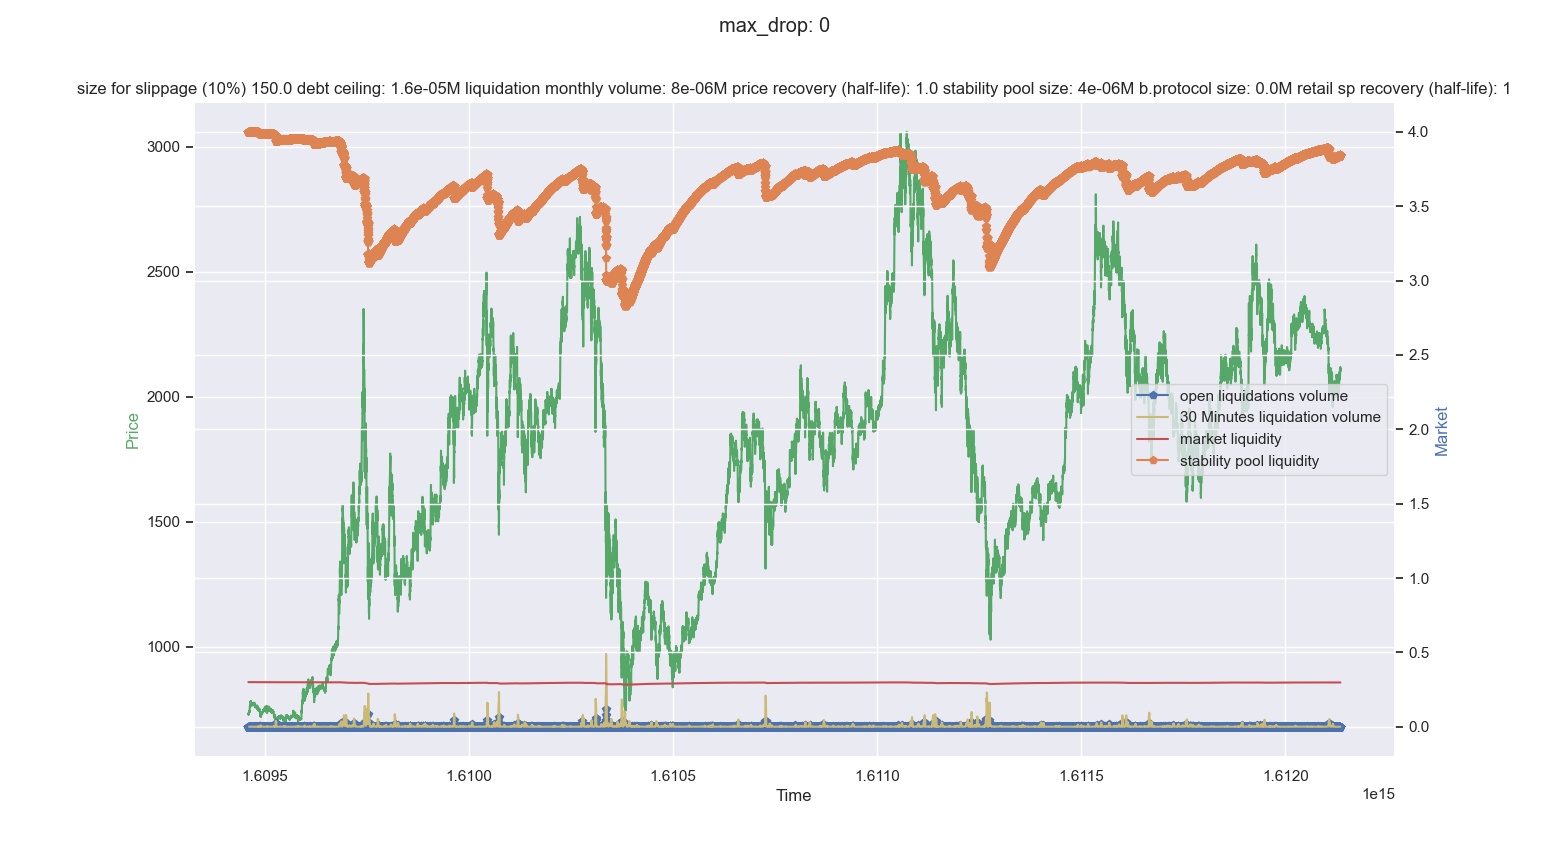 max_drop: 0
size for slippage (10%) 150.0 debt ceiling: 1.6e-05M liquidation monthly volume: 8e-06M price recovery (half-life): 1.0 stability pool size: 4e-06M b.protocol size: 0.0M retail sp recovery (half-life): 1
3000
2500
2000
1500
1000
Price
4.0
3.5
3.0
2.5
2.0
1.5
1.0
0.5
0.0
Market
open liquidations volume
30 Minutes liquidation volume
market liquidity
stability pool liquidity
1.6095
1.6100
1.6105
1.6110
1.6115
1.6120
Time
1e15